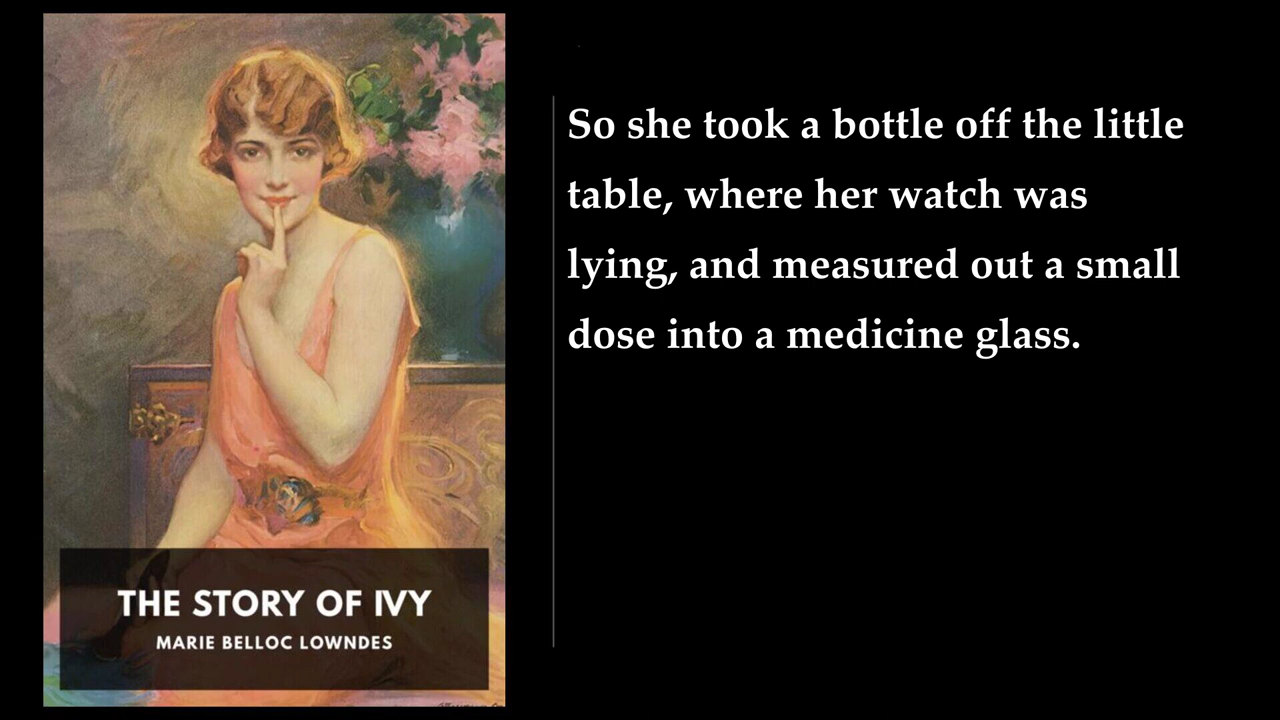 So she took a bottle off the little
table, where her watch was
lying, and measured out a small
dose into a medicine glass.
THE STORY OF IVY
MARIE BELLOC LOWNDES